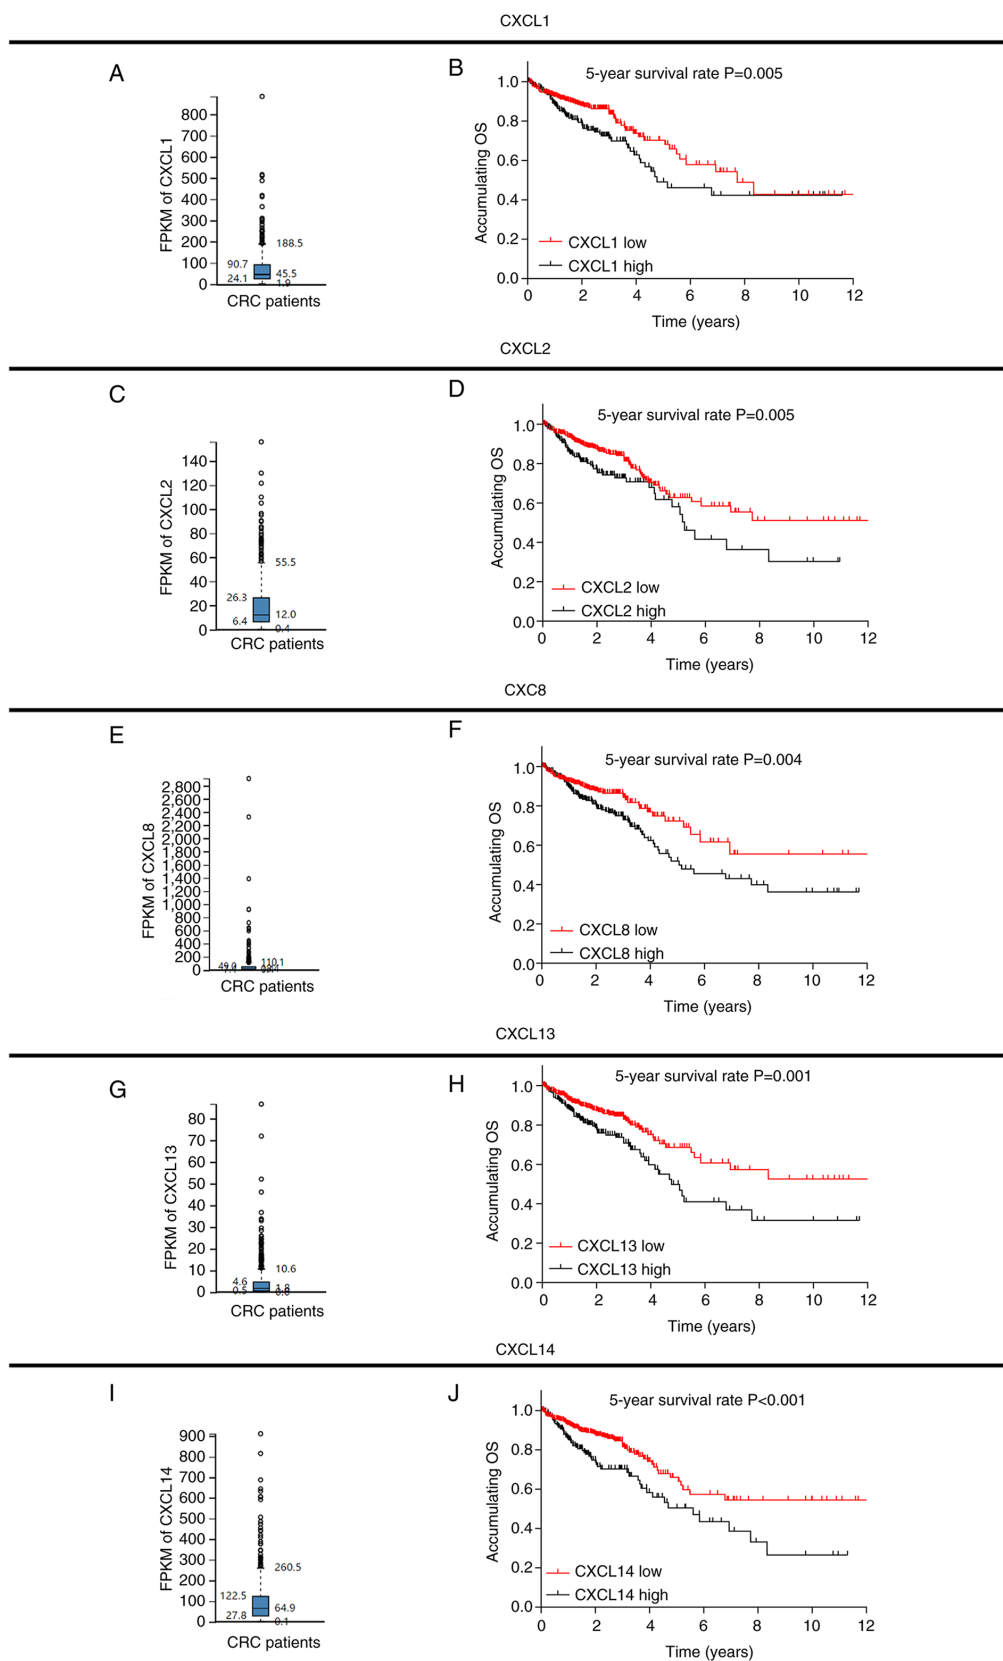 CXCL1
A
FPKM of CXCL1
800
700
600
500
400
300
200
100
0
188.5
90.7
45.5
24.1
1.9
CRC patients
B
5-year survival rate P=0.005
Accumulating OS
1.0
0.8
0.6
0.4
0.2
0.0
CXCL1 low
CXCL1 high
0 2 4 6 8 10 12
Time (years)
CXCL2
C
FPKM of CXCL2
140
120
100
80
60
40
20
0
55.5
26.3
12.0
6.4
0.4
CRC patients
D
5-year survival rate P=0.005
Accumulating OS
1.0
0.8
0.6
0.4
0.2
0.0
CXCL2 low
CXCL2 high
0 2 4 6 8 10 12
Time (years)
CXC8
E
FPKM of CXCL8
2,800
2,600
2,400
2,200
2,000
1,800
1,600
1,400
1,200
1,000
800
600
400
200
0
110.1
CRC patients
F
5-year survival rate P=0.004
Accumulating OS
1.0
0.8
0.6
0.4
0.2
0.0
CXCL8 low
CXCL8 high
0 2 4 6 8 10 12
Time (years)
CXCL13
G
FPKM of CXCL13
80
70
60
50
40
30
20
10
0
10.6
4.6
1.8
0.5
0.0
CRC patients
H
5-year survival rate P=0.001
Accumulating OS
1.0
0.8
0.6
0.4
0.2
0.0
CXCL13 low
CXCL13 high
0 2 4 6 8 10 12
Time (years)
CXCL14
I
FPKM of CXCL14
900
800
700
600
500
400
300
200
100
0
260.5
122.5
64.9
27.8
0.1
CRC patients
J
5-year survival rate P<0.001
Accumulating OS
1.0
0.8
0.6
0.4
0.2
0.0
CXCL14 low
CXCL14 high
0 2 4 6 8 10 12
Time (years)